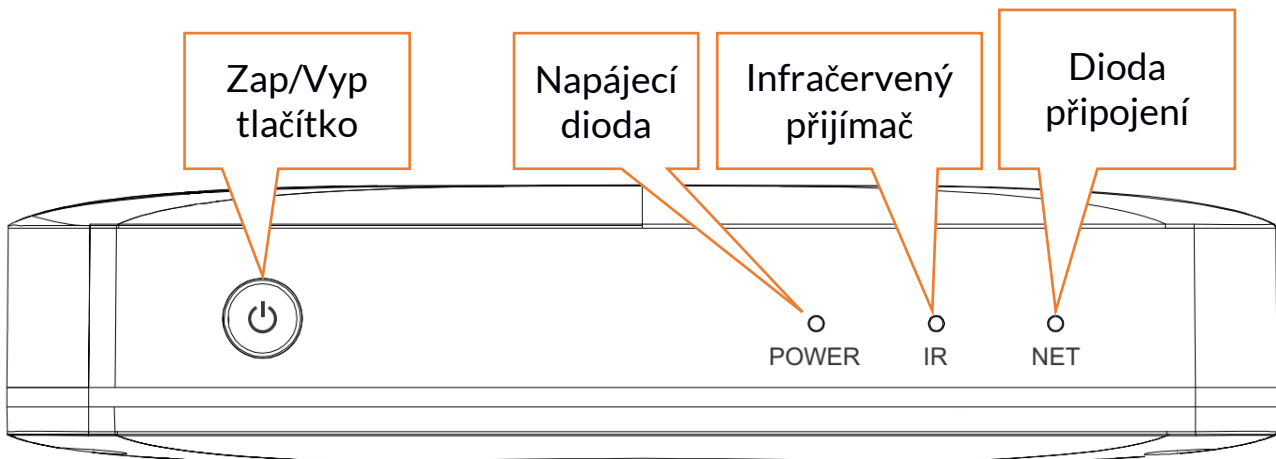 Zap/Vyp
tlačítko
Napájecí
dioda
Infračervený
přijímač
Dioda
připojení
POWER
IR
NET